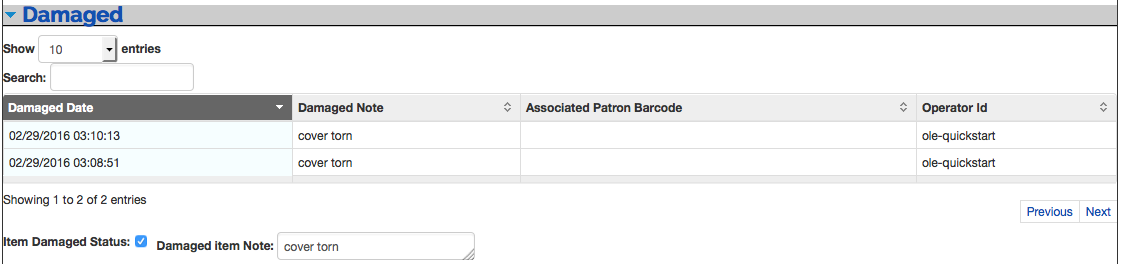 Damaged
Show 10 entries
Search:
Damaged Date Damaged Note Associated Patron Barcode Operator Id
02/29/2016 03:10:13 cover torn ole-quickstart
02/29/2016 03:08:51 cover torn ole-quickstart
Showing 1 to 2 of 2 entries
Previous Next
Item Damaged Status: Damaged item Note: cover torn